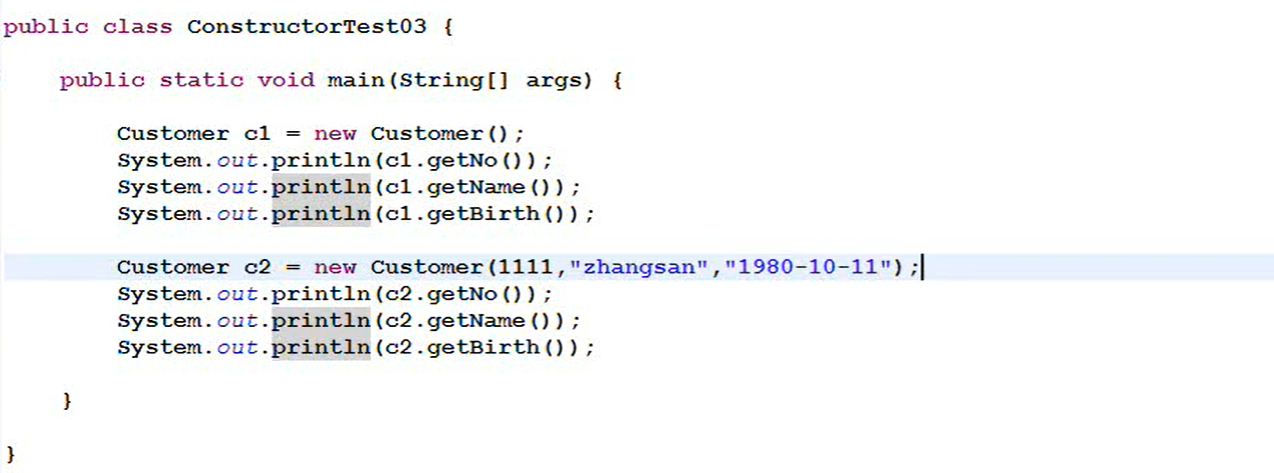 public class ConstructorTest03 {
public static void main(String[] args) {
Customer c1 = new Customer();
System.out.println(c1.getNo());
System.out.println(c1.getName());
System.out.println(c1.getBirth());
Customer c2 = new Customer(1111,"zhangsan","1980-10-11");
System.out.println(c2.getNo());
System.out.println(c2.getName());
System.out.println(c2.getBirth());
}
}